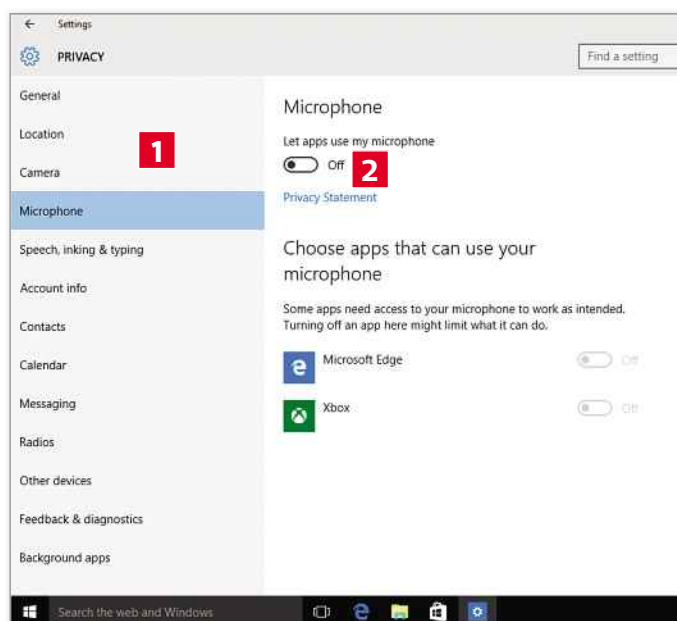 Settings
PRIVACY
Find a setting
General
Location
Camera
Microphone
Speech, inking & typing
Account info
Contacts
Calendar
Messaging
Radios
Other devices
Feedback & diagnostics
Background apps
1
Microphone
Let apps use my microphone
Off
2
Privacy Statement
Choose apps that can use your
microphone
Some apps need access to your microphone to work as intended.
Turning off an app here might limit what it can do.
Microsoft Edge
Off
Xbox
Off
Search the web and Windows